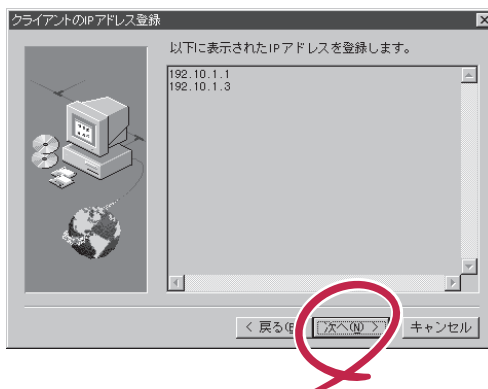 クライアントのIPアドレス登録
以下に表示されたIPアドレスを登録します。
192.10.1.1
192.10.1.3
< 戻る(B
次へ(N) >
キャンセル